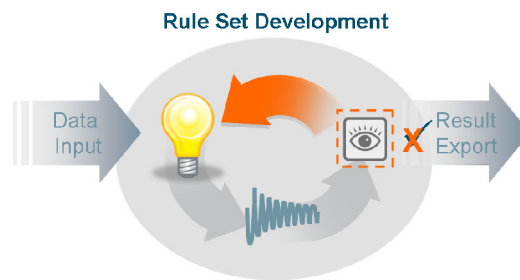 Rule Set Development
Data
Input
Result
Export
X